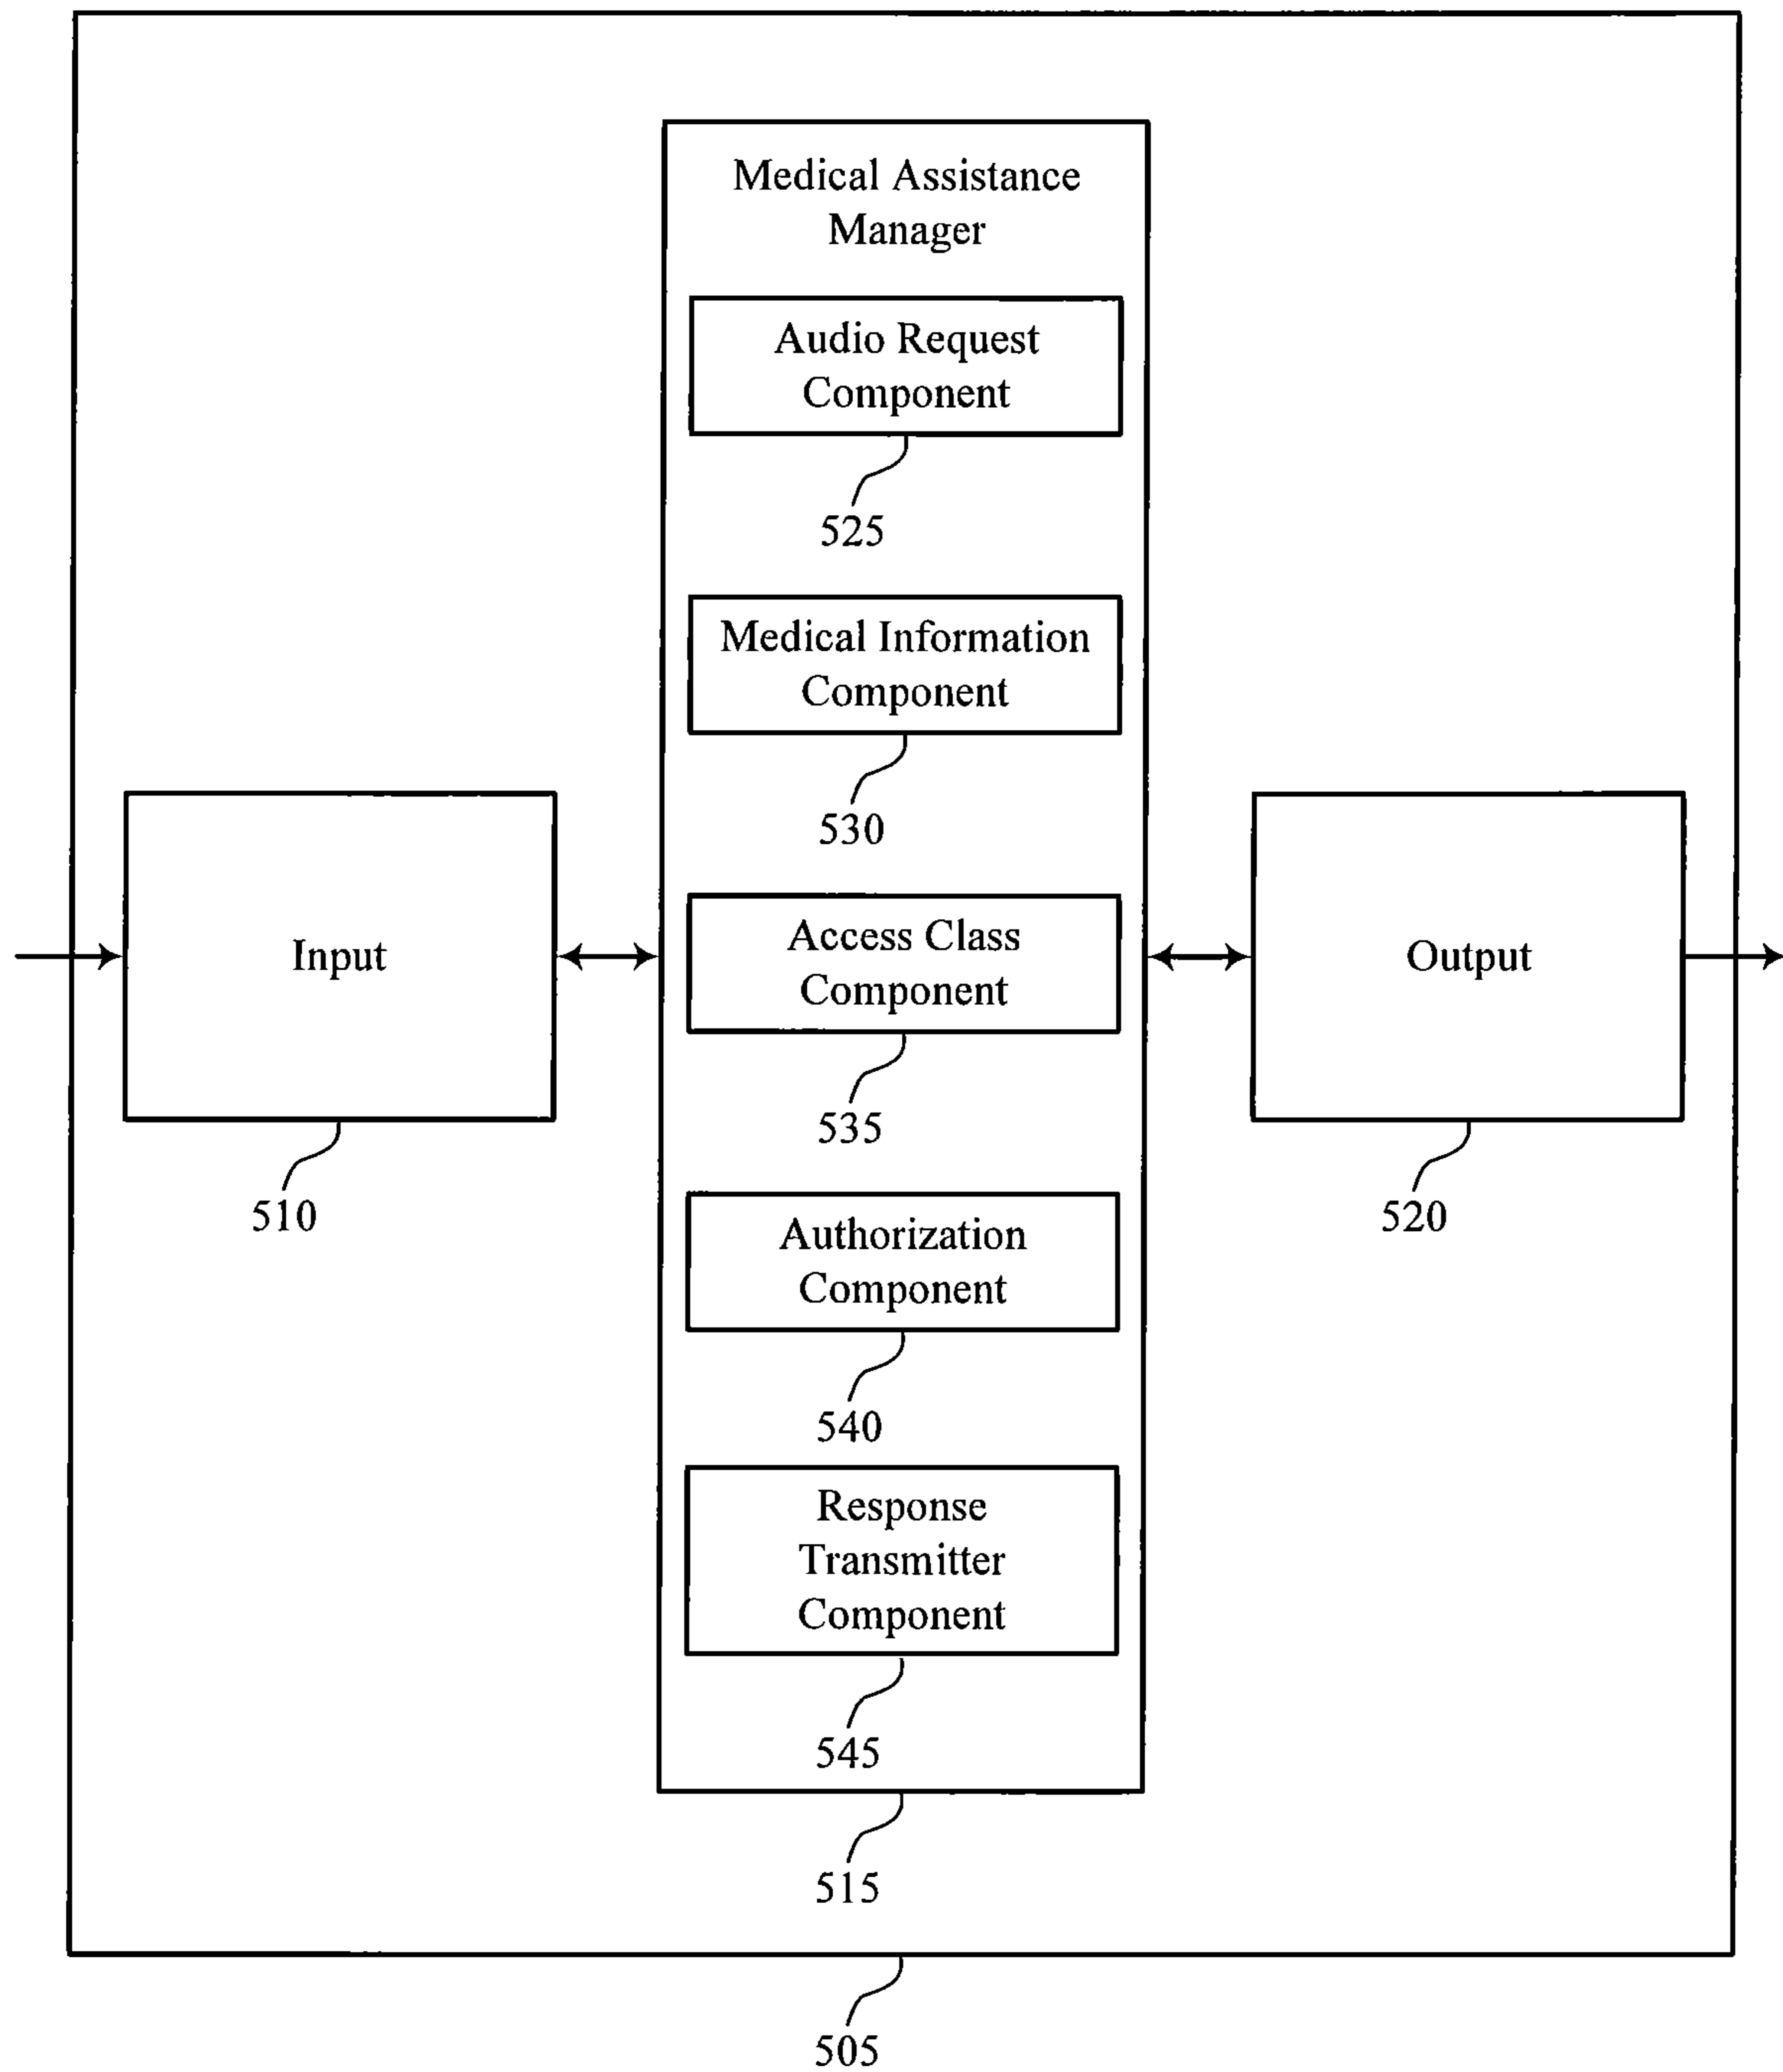 Medical Assistance
Manager
Audio Request
Component
525
Medical Information
Component
530
Input
510
Access Class
Component
535
Output
520
Authorization
Component
540
Response
Transmitter
Component
545
515
505